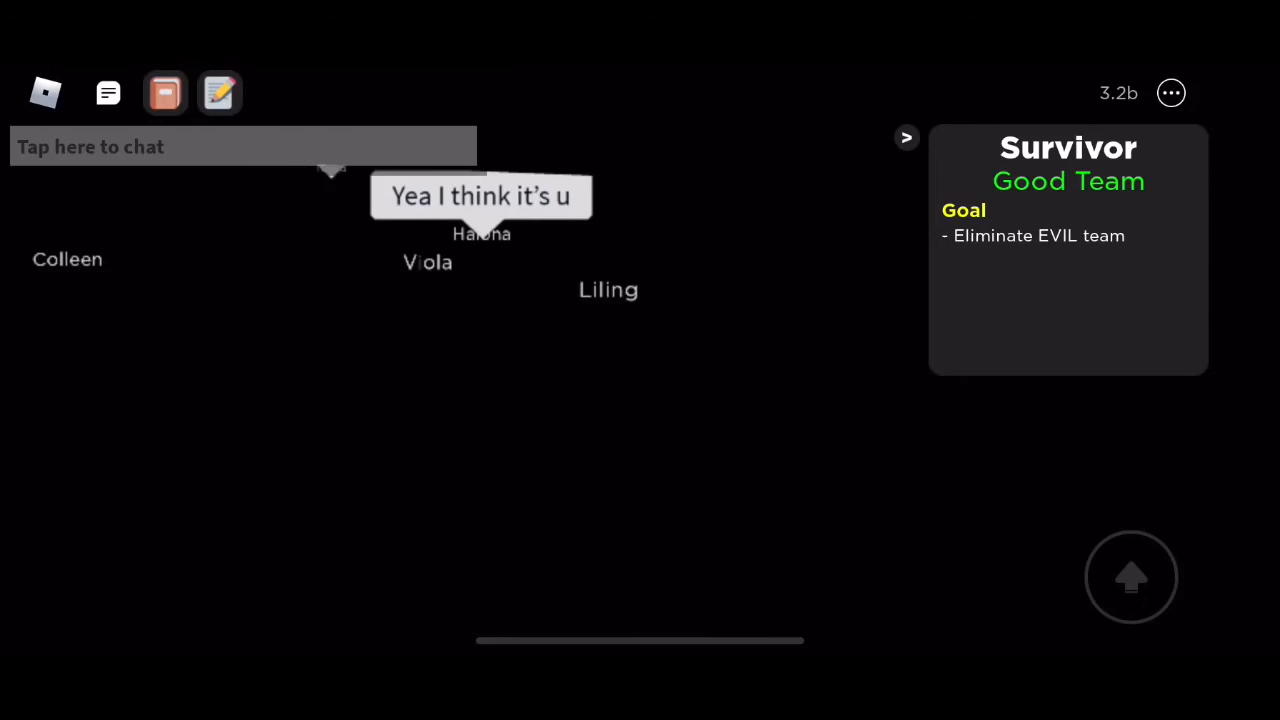 3.2b
Tap here to chat
>
Survivor
Good Team
Goal
- Eliminate EVIL team
Yea I think it's u
Halona
Colleen
Viola
Liling